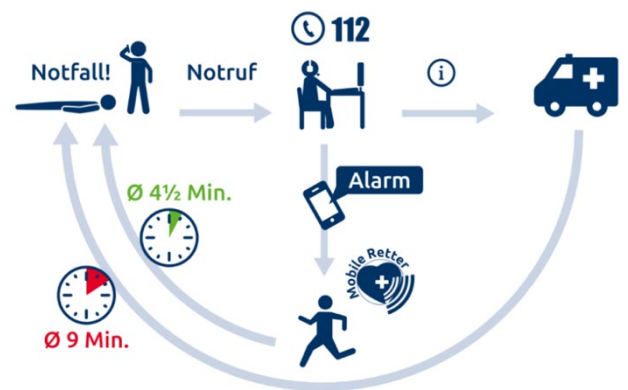 112
Notfall!
Notruf
i
Alarm
Ø 4½ Min.
Mobile Retter
Ø 9 Min.